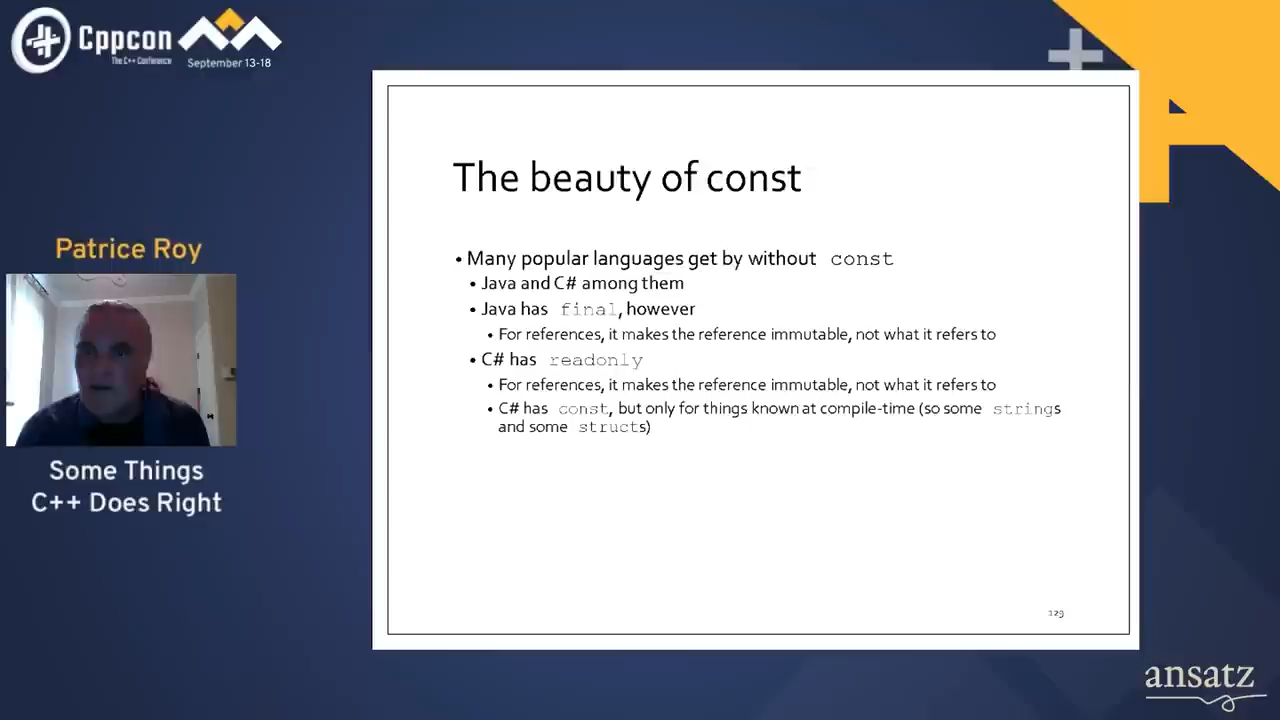 Cppcon
The C++ Conference
September 13-18
Patrice Roy
Some Things
C++ Does Right
The beauty of const
• Many popular languages get by without const
• Java and C# among them
• Java has final, however
• For references, it makes the reference immutable, not what it refers to
• C# has readonly
• For references, it makes the reference immutable, not what it refers to
• C# has const, but only for things known at compile-time (so some strings
and some structs)
129
ansatz